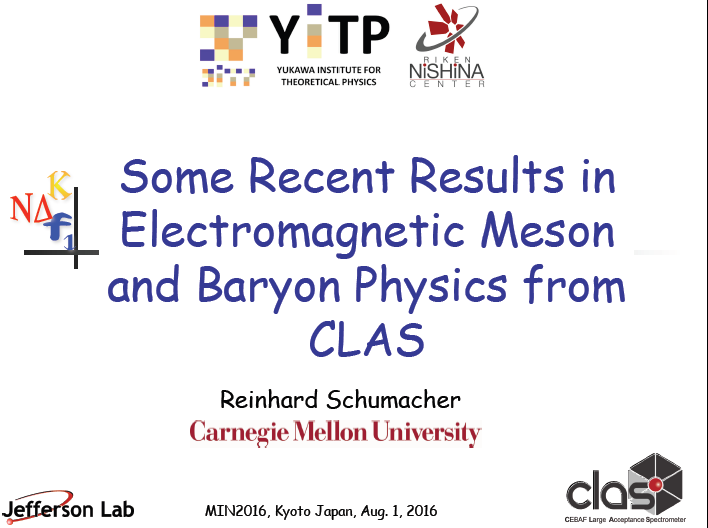 YiTP
YUKAWA INSTITUTE FOR
THEORETICAL PHYSICS
RIKEN
NiSHiNA
CENTER
Some Recent Results in
Electromagnetic Meson
and Baryon Physics from
CLAS
K
NΔ
f₁
Reinhard Schumacher
Carnegie Mellon University
Jefferson Lab
MIN2016, Kyoto Japan, Aug. 1, 2016
clas
CEBAF Large Acceptance Spectrometer